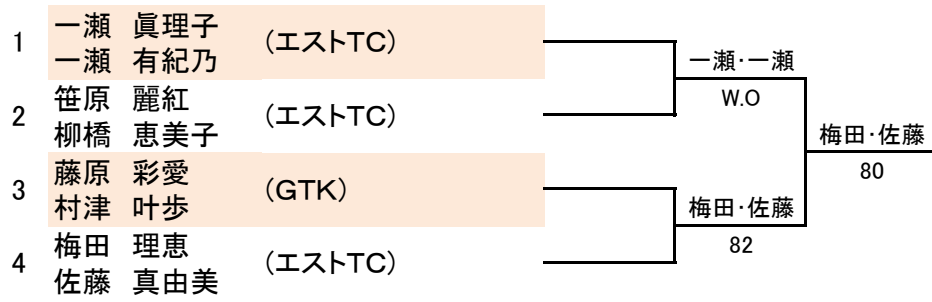 1 一瀬 眞理子 (エストTC)
一瀬 有紀乃
一瀬・一瀬
2 笹原 麗紅 (エストTC)
柳橋 恵美子
W.O
梅田・佐藤
80
3 藤原 彩愛 (GTK)
村津 叶歩
梅田・佐藤
82
4 梅田 理恵 (エストTC)
佐藤 真由美